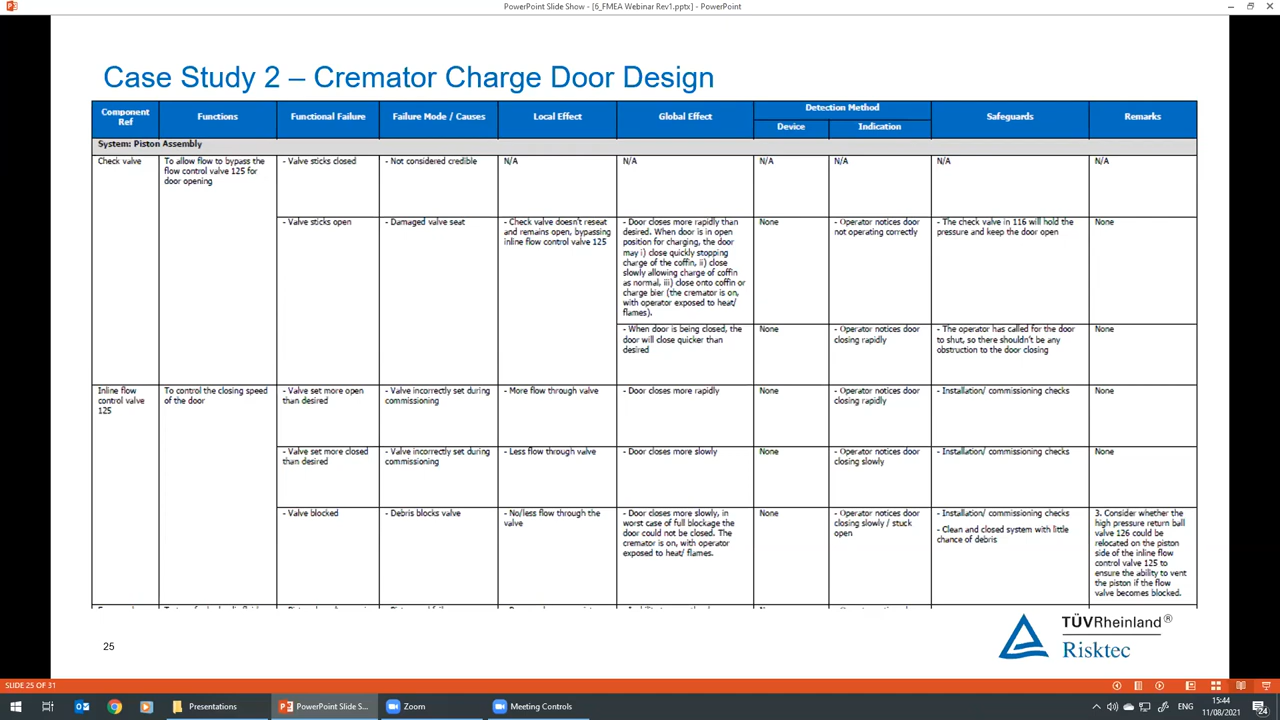 PowerPoint Slide Show - [6_FMEA Webinar Rev1.pptx] - PowerPoint
Case Study 2 – Cremator Charge Door Design
Component Ref
Functions
Functional Failure
Failure Mode / Causes
Local Effect
Global Effect
Detection Method
Device
Indication
Safeguards
Remarks
System: Piston Assembly
Check valve
To allow flow to bypass the
flow control valve 125 for
door opening
- Valve sticks closed
- Not considered credible
N/A
N/A
N/A
N/A
N/A
N/A
- Valve sticks open
- Damaged valve seat
- Check valve doesn't reseat
and remains open, bypassing
inline flow control valve 125
- Door closes more rapidly than
desired. When door is in open
position for charging, the door
may i) close quickly stopping
charge of the coffin, ii) close
slowly allowing charge of coffin
as normal, iii) close onto coffin or
charge bier (the cremator is on,
with operator exposed to heat/
flames).
None
- Operator notices door
not operating correctly
- The check valve in 116 will hold the
pressure and keep the door open
None
- When door is being closed, the
door will close quicker than
desired
None
- Operator notices door
closing rapidly
- The operator has called for the door
to shut, so there shouldn't be any
obstruction to the door closing
None
Inline flow
control valve
125
To control the closing speed
of the door
- Valve set more open
than desired
- Valve incorrectly set during
commissioning
- More flow through valve
- Door closes more rapidly
None
- Operator notices door
closing rapidly
- Installation/ commissioning checks
None
- Valve set more closed
than desired
- Valve incorrectly set during
commissioning
- Less flow through valve
- Door closes more slowly
None
- Operator notices door
closing slowly
- Installation/ commissioning checks
None
- Valve blocked
- Debris blocks valve
- No/less flow through the
valve
- Door closes more slowly, in
worst case of full blockage the
door could not be closed. The
cremator is on, with operator
exposed to heat/ flames.
None
- Operator notices door
closing slowly / stuck
open
- Installation/ commissioning checks
- Clean and closed system with little
chance of debris
3. Consider whether the
high pressure return ball
valve 126 could be
relocated on the piston
side of the inline flow
control valve 125 to
ensure the ability to vent
the piston if the flow
valve becomes blocked.
25
TÜVRheinland®
Risktec
SLIDE 25 OF 31
Presentations
PowerPoint Slide S...
Zoom
Meeting Controls
ENG
15:44
11/08/2021
24